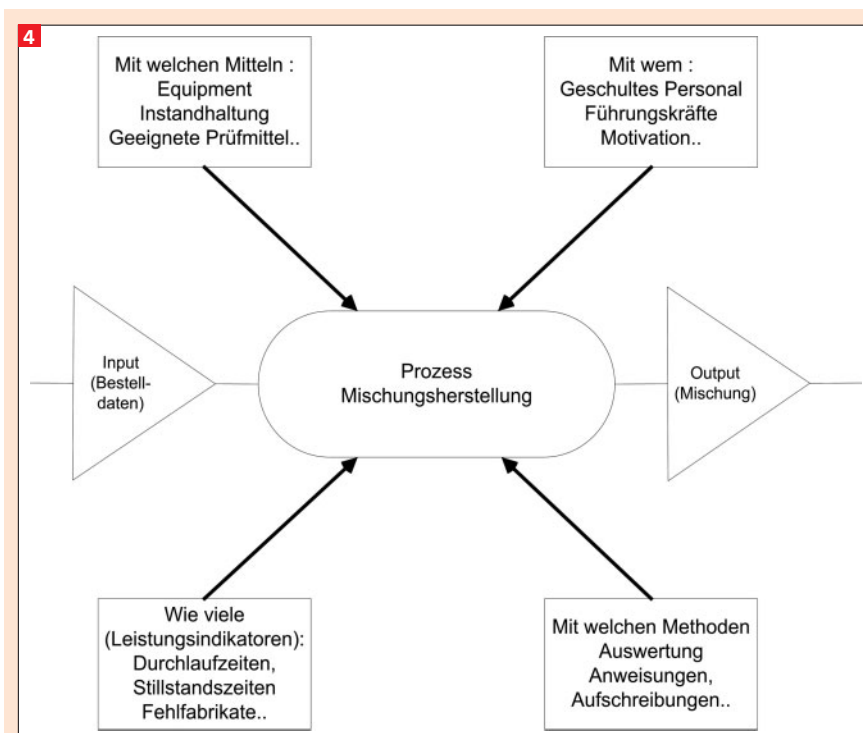 4
Mit welchen Mitteln :
Equipment
Instandhaltung
Geeignete Prüfmittel..
Mit wem :
Geschultes Personal
Führungskräfte
Motivation..
Input
(Bestell-
daten)
Prozess
Mischungsherstellung
Output
(Mischung)
Wie viele
(Leistungsindikatoren):
Durchlaufzeiten,
Stillstandszeiten
Fehlfabrikate..
Mit welchen Methoden
Auswertung
Anweisungen,
Aufschreibungen..